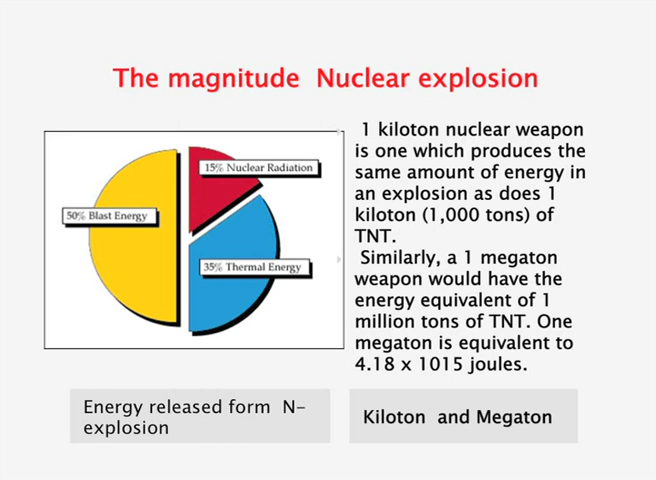 The magnitude  Nuclear explosion
15% Nuclear Radiation
50% Blast Energy
35% Thermal Energy
1 kiloton nuclear weapon
is one which produces the
same amount of energy in
an explosion as does 1
kiloton (1,000 tons) of
TNT.
Similarly, a 1 megaton
weapon would have the
energy equivalent of 1
million tons of TNT. One
megaton is equivalent to
4.18 x 1015 joules.
Energy released form  N-
explosion
Kiloton  and Megaton